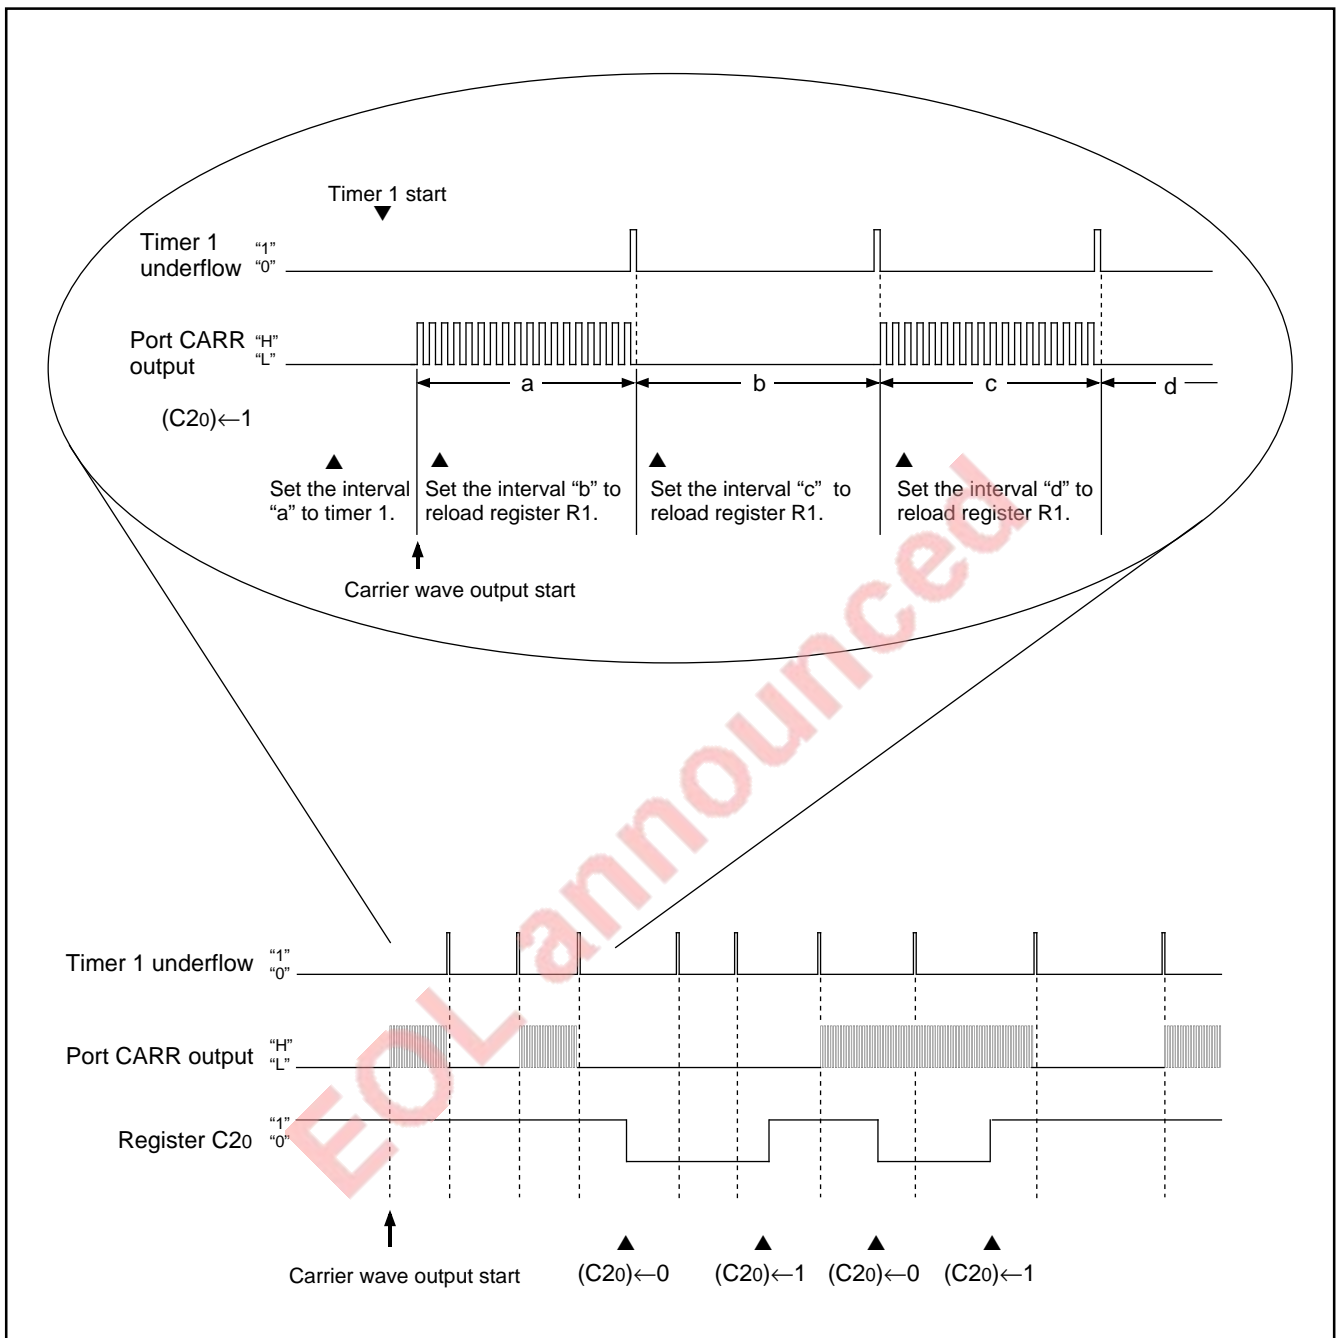 Timer 1 start
Timer 1
underflow
“1”
“0”
Port CARR
output
“H”
“L”
a
b
c
d
(C20)←1
Set the interval
“a” to timer 1.
Set the interval “b” to
reload register R1.
Set the interval “c” to
reload register R1.
Set the interval “d” to
reload register R1.
Carrier wave output start
EOL announced
Timer 1 underflow
“1”
“0”
Port CARR output
“H”
“L”
Register C20
“1”
“0”
Carrier wave output start
(C20)←0
(C20)←1
(C20)←0
(C20)←1